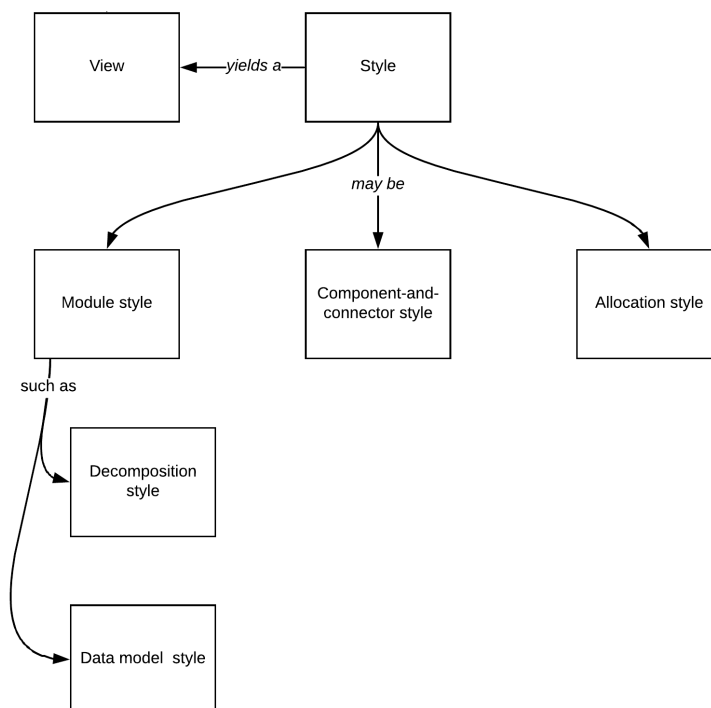 View
yields a
Style
may be
Module style
Component-and-
connector style
Allocation style
such as
Decomposition
style
Data model  style